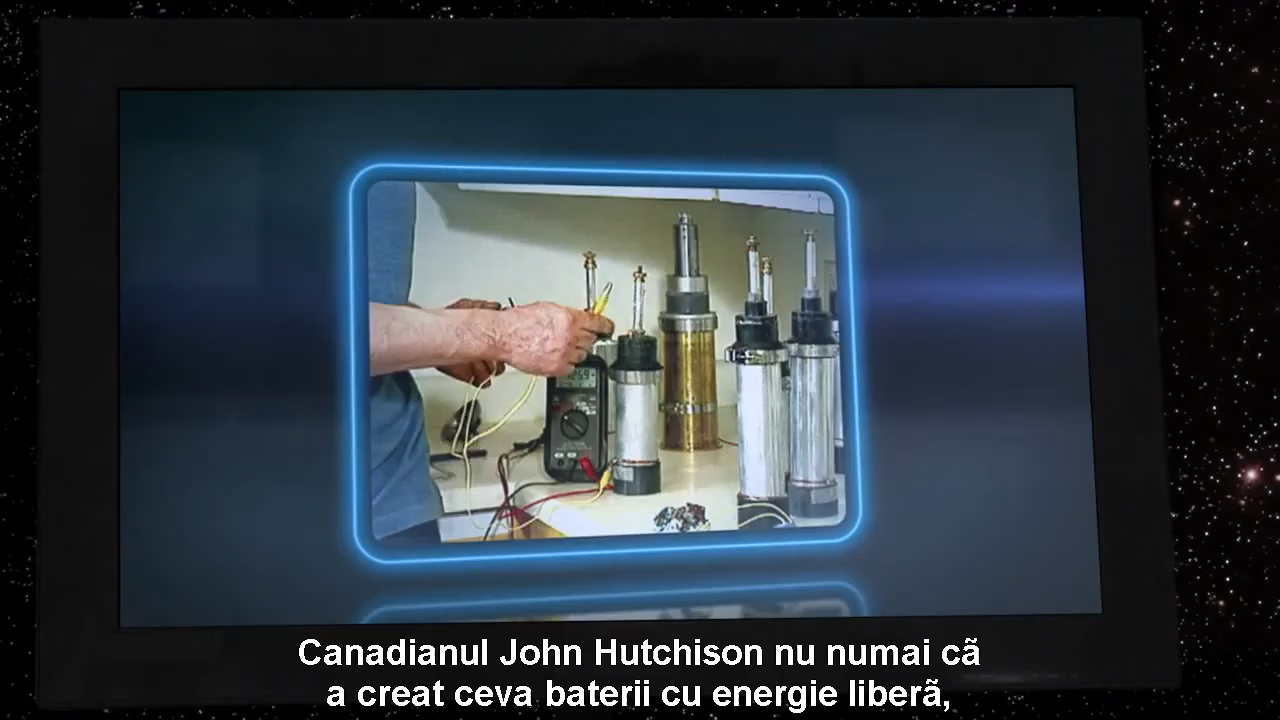 Canadianul John Hutchison nu numai cã
a creat ceva baterii cu energie liberã,